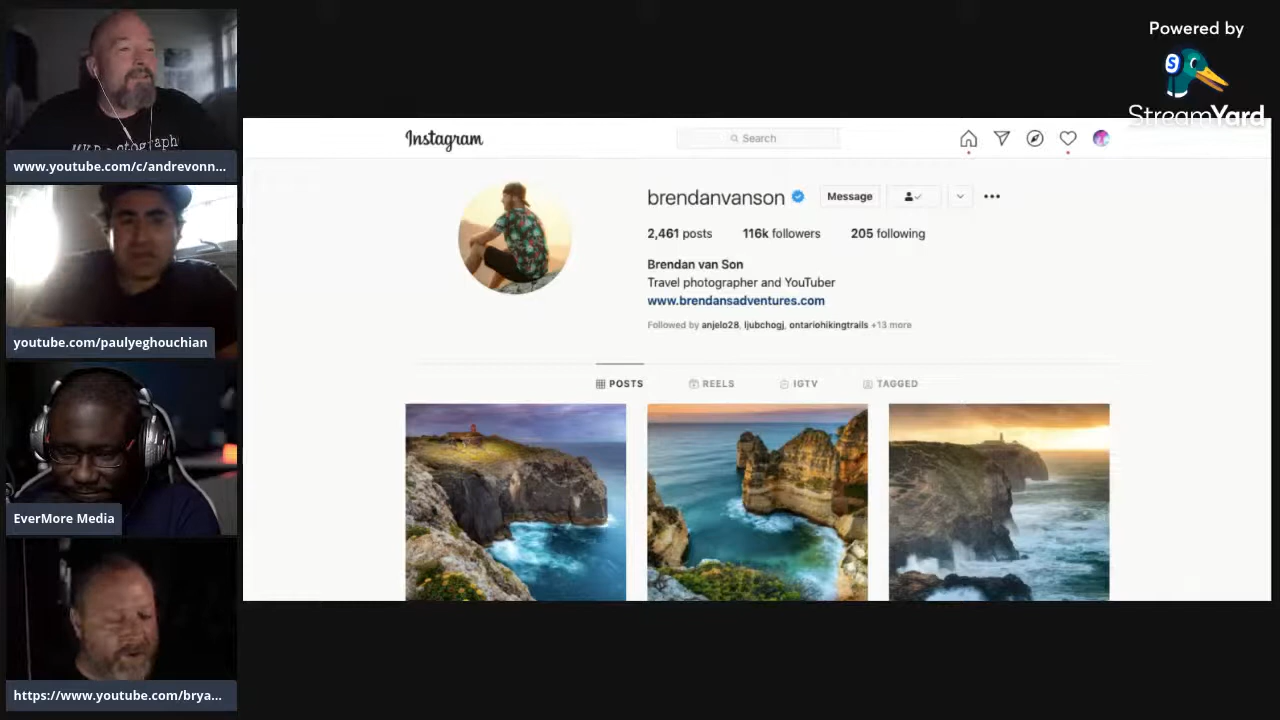 Powered by
StreamYard
www.youtube.com/c/andrevonn...
youtube.com/paulyeghouchian
EverMore Media
https://www.youtube.com/brya...
Instagram
Search
brendanvanson
Message
2,461 posts 116k followers 205 following
Brendan van Son
Travel photographer and YouTuber
www.brendansadventures.com
Followed by anjelo28, ljubchogj, ontariohikingtrails +13 more
POSTS REELS IGTV TAGGED